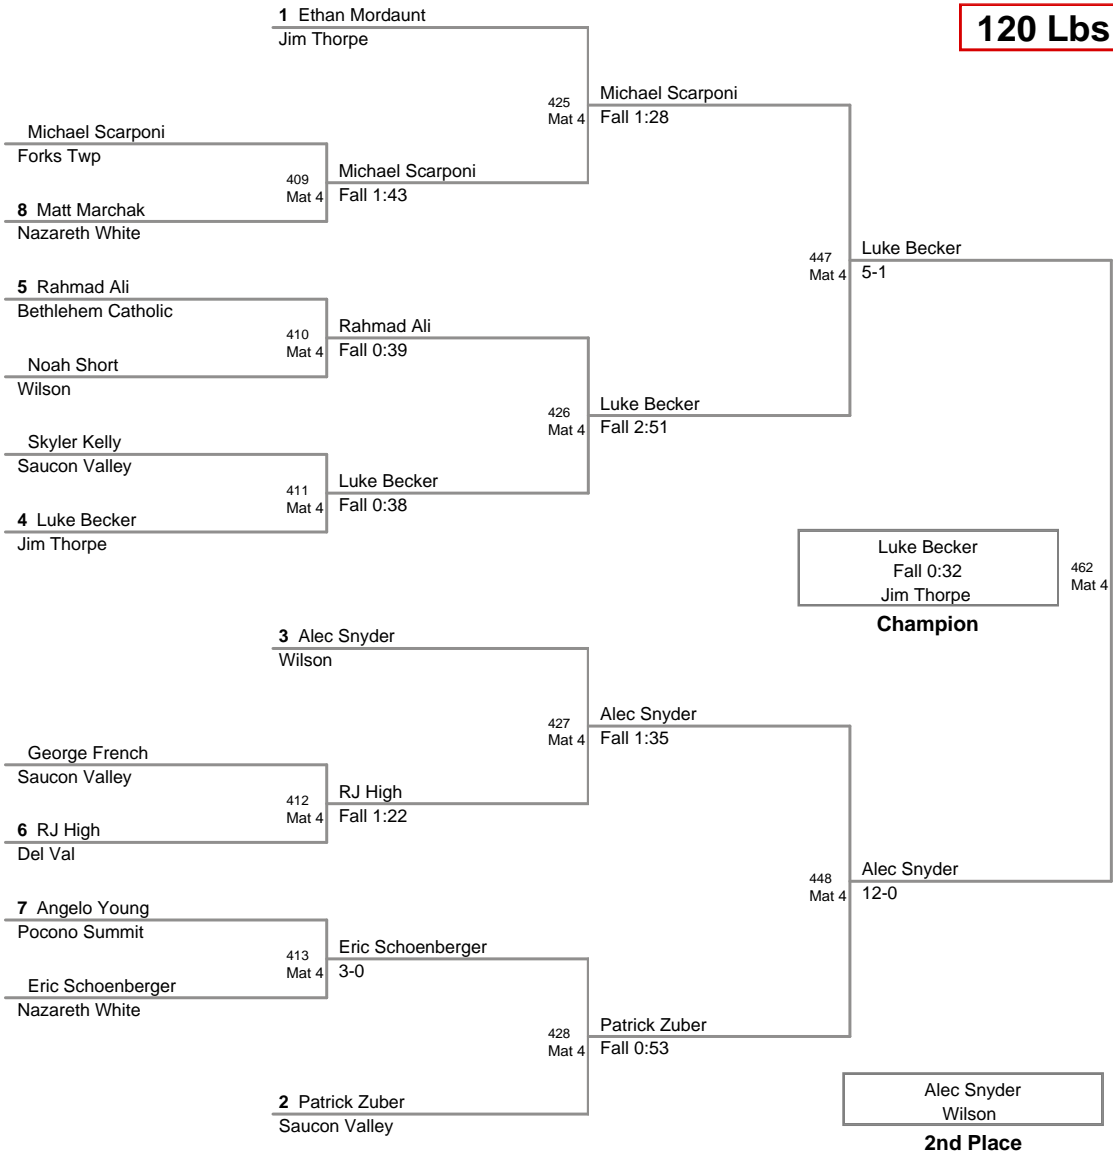 120 Lbs
1 Ethan Mordaunt
Jim Thorpe
425
Mat 4
Michael Scarponi
Fall 1:28
Michael Scarponi
Forks Twp
409
Mat 4
Michael Scarponi
Fall 1:43
8 Matt Marchak
Nazareth White
447
Mat 4
Luke Becker
5-1
5 Rahmad Ali
Bethlehem Catholic
410
Mat 4
Rahmad Ali
Fall 0:39
Noah Short
Wilson
426
Mat 4
Luke Becker
Fall 2:51
Skyler Kelly
Saucon Valley
411
Mat 4
Luke Becker
Fall 0:38
4 Luke Becker
Jim Thorpe
Luke Becker
Fall 0:32
Jim Thorpe
Champion
462
Mat 4
3 Alec Snyder
Wilson
427
Mat 4
Alec Snyder
Fall 1:35
George French
Saucon Valley
412
Mat 4
RJ High
Fall 1:22
6 RJ High
Del Val
448
Mat 4
Alec Snyder
12-0
7 Angelo Young
Pocono Summit
413
Mat 4
Eric Schoenberger
3-0
Eric Schoenberger
Nazareth White
428
Mat 4
Patrick Zuber
Fall 0:53
2 Patrick Zuber
Saucon Valley
Alec Snyder
Wilson
2nd Place